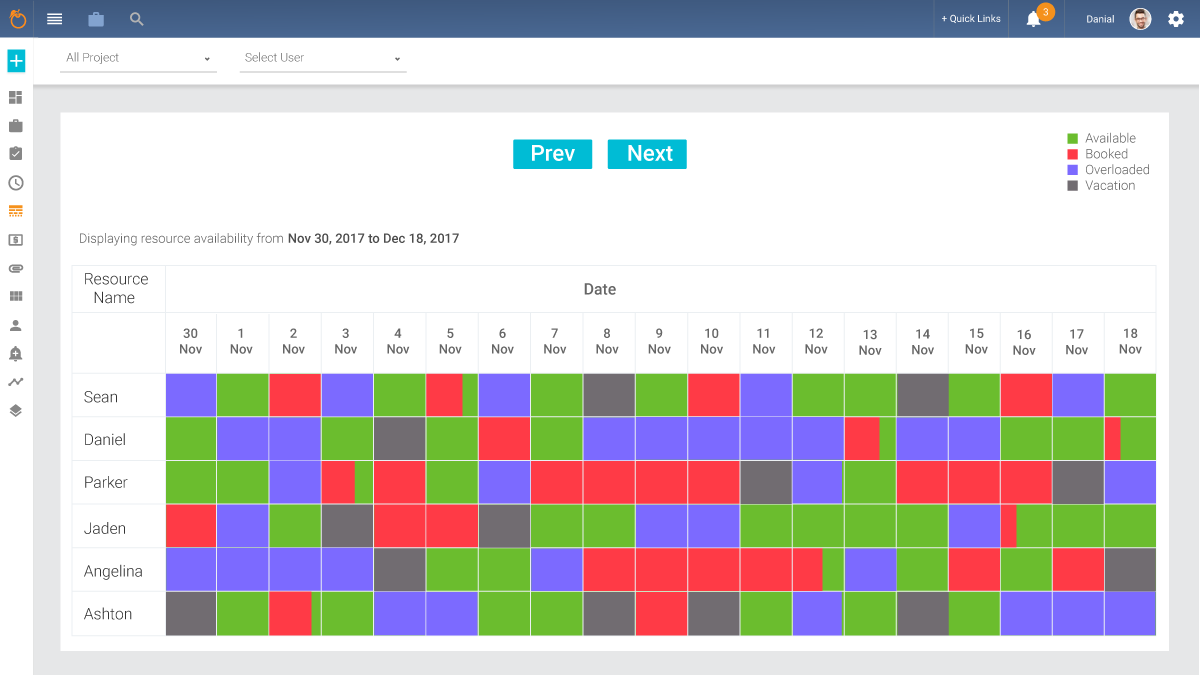 + Quick Links
3
Danial
All Project
Select User
Prev
Next
Available
Booked
Overloaded
Vacation
Displaying resource availability from Nov 30, 2017 to Dec 18, 2017
Resource
Name
Date
30 1 2 3 4 5 6 7 8 9 10 11 12 13 14 15 16 17 18
Nov Nov Nov Nov Nov Nov Nov Nov Nov Nov Nov Nov Nov Nov Nov Nov Nov Nov Nov
Sean
Daniel
Parker
Jaden
Angelina
Ashton